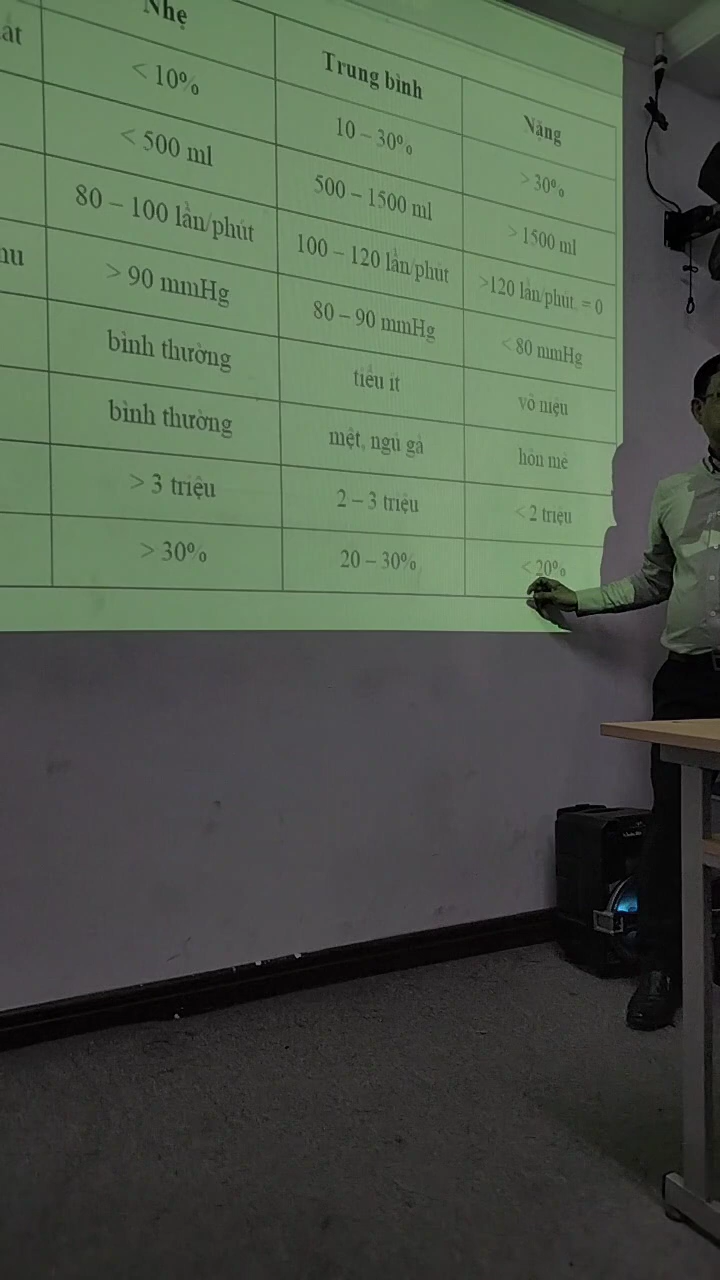 Nhẹ Trung bình Nặng
ất < 10% 10 – 30% > 30%
< 500 ml 500 – 1500 ml > 1500 ml
80 – 100 lần/phút 100 – 120 lần/phút >120 lần/phút, = 0
hu > 90 mmHg 80 – 90 mmHg < 80 mmHg
bình thường tiểu ít vô niệu
bình thường mệt, ngủ gà hôn mê
> 3 triệu 2 – 3 triệu < 2 triệu
> 30% 20 – 30% < 20%